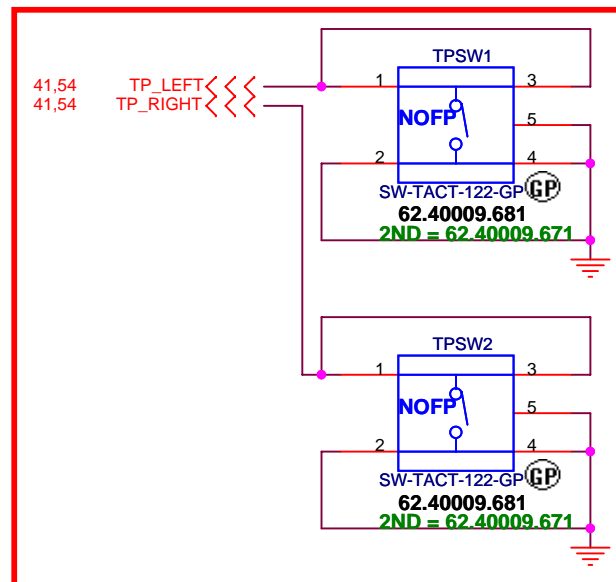 TPSW1
41,54 TP_LEFT 1 3
41,54 TP_RIGHT
NOFP 5
2 4
SW-TACT-122-GP GP
62.40009.681
2ND = 62.40009.671
TPSW2
1 3
NOFP 5
2 4
SW-TACT-122-GP GP
62.40009.681
2ND = 62.40009.671